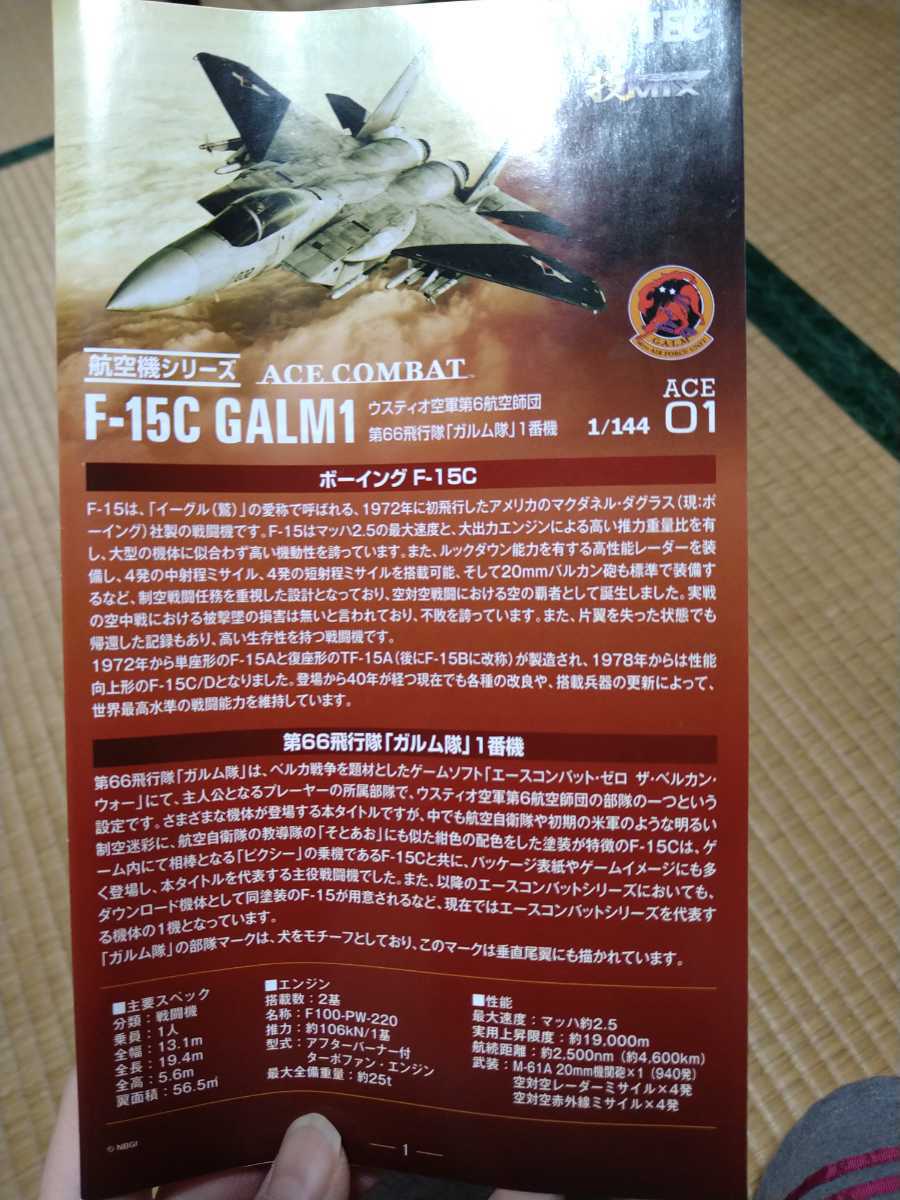 TEC
技MIX
航空機シリーズ ACE COMBAT™
F-15C GALM1
ウスティオ空軍第6航空師団
第66飛行隊「ガルム隊」1番機
1/144
ACE
01
G.A.L.M
66TH AIR FORCE UNIT
ボーイング F-15C
F-15は、「イーグル(鷲)」の愛称で呼ばれる、1972年に初飛行したアメリカのマクダネル・ダグラス(現:ボ
ーイング)社製の戦闘機です。F-15はマッハ2.5の最大速度と、大出力エンジンによる高い推力重量比を有
し、大型の機体に似合わず高い機動性を誇っています。また、ルックダウン能力を有する高性能レーダーを装
備し、4発の中射程ミサイル、4発の短射程ミサイルを搭載可能、そして20mmバルカン砲も標準で装備す
るなど、制空戦闘任務を重視した設計となっており、空対空戦闘における空の覇者として誕生しました。実戦
の空中戦における被撃墜の損害は無いと言われており、不敗を誇っています。また、片翼を失った状態でも
帰還した記録もあり、高い生存性を持つ戦闘機です。
1972年から単座形のF-15Aと復座形のTF-15A(後にF-15Bに改称)が製造され、1978年からは性能
向上形のF-15C/Dとなりました。登場から40年が経つ現在でも各種の改良や、搭載兵器の更新によって、
世界最高水準の戦闘能力を維持しています。
第66飛行隊「ガルム隊」1番機
第66飛行隊「ガルム隊」は、ベルカ戦争を題材としたゲームソフト「エースコンバット・ゼロ ザ・ベルカン・
ウォー」にて、主人公となるプレーヤーの所属部隊で、ウスティオ空軍第6航空師団の部隊の一つという
設定です。さまざまな機体が登場する本タイトルですが、中でも航空自衛隊や初期の米軍のような明るい
制空迷彩に、航空自衛隊の教導隊の「そとあお」にも似た紺色の配色をした塗装が特徴のF-15Cは、ゲ
ーム内にて相棒となる「ピクシー」の乗機であるF-15Cと共に、パッケージ表紙やゲームイメージにも多
く登場し、本タイトルを代表する主役戦闘機でした。また、以降のエースコンバットシリーズにおいても、
ダウンロード機体として同塗装のF-15が用意されるなど、現在ではエースコンバットシリーズを代表す
る機体の1機となっています。
「ガルム隊」の部隊マークは、犬をモチーフとしており、このマークは垂直尾翼にも描かれています。
■主要スペック
分類：戦闘機
乗員：1人
全幅：13.1m
全長：19.4m
全高：5.6m
翼面積：56.5㎡
■エンジン
搭載数：2基
名称：F100-PW-220
推力：約106kN/1基
型式：アフターバーナー付
ターボファン・エンジン
最大全備重量：約25t
■性能
最大速度：マッハ約2.5
実用上昇限度：約19,000m
航続距離：約2,500nm（約4,600km）
武装：M-61A 20mm機関砲×1（940発）
空対空レーダーミサイル×4発
空対空赤外線ミサイル×4発
© NBGI
— 1 —